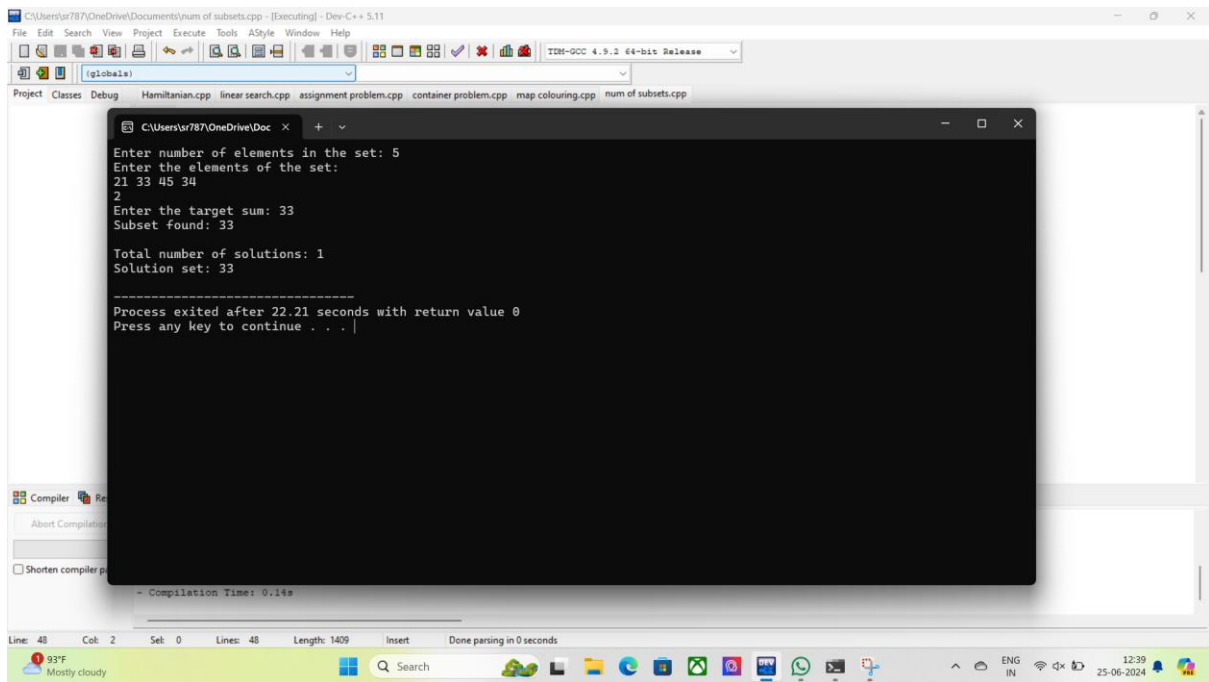 C:\Users\sr787\OneDrive\Documents\num of subsets.cpp - [Executing] - Dev-C++ 5.11
File Edit Search View Project Execute Tools AStyle Window Help
TDM-GCC 4.9.2 64-bit Release
(globals)
Project Classes Debug Hamiltanian.cpp linear search.cpp assignment problem.cpp container problem.cpp map colouring.cpp num of subsets.cpp
C:\Users\sr787\OneDrive\Doc
Enter number of elements in the set: 5
Enter the elements of the set:
21 33 45 34
2
Enter the target sum: 33
Subset found: 33
Total number of solutions: 1
Solution set: 33
--------------------------------
Process exited after 22.21 seconds with return value 0
Press any key to continue . . .
Compiler Re
Abort Compilation
Shorten compiler p
- Compilation Time: 0.14s
Line: 48 Col: 2 Sel: 0 Lines: 48 Length: 1409 Insert Done parsing in 0 seconds
1 93°F
Mostly cloudy
Search
DEV
ENG
IN
12:39
25-06-2024
PRE